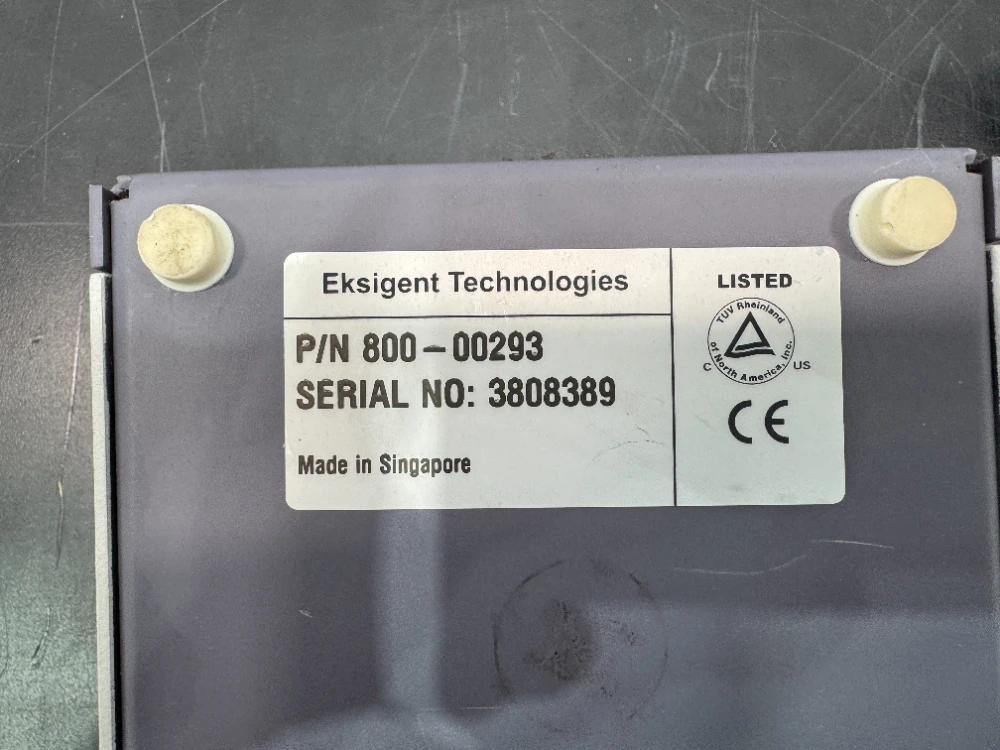 Eksigent Technologies
P/N 800-00293
SERIAL NO: 3808389
Made in Singapore
LISTED
TUV Rheinland
of North America, Inc.
C US
CE